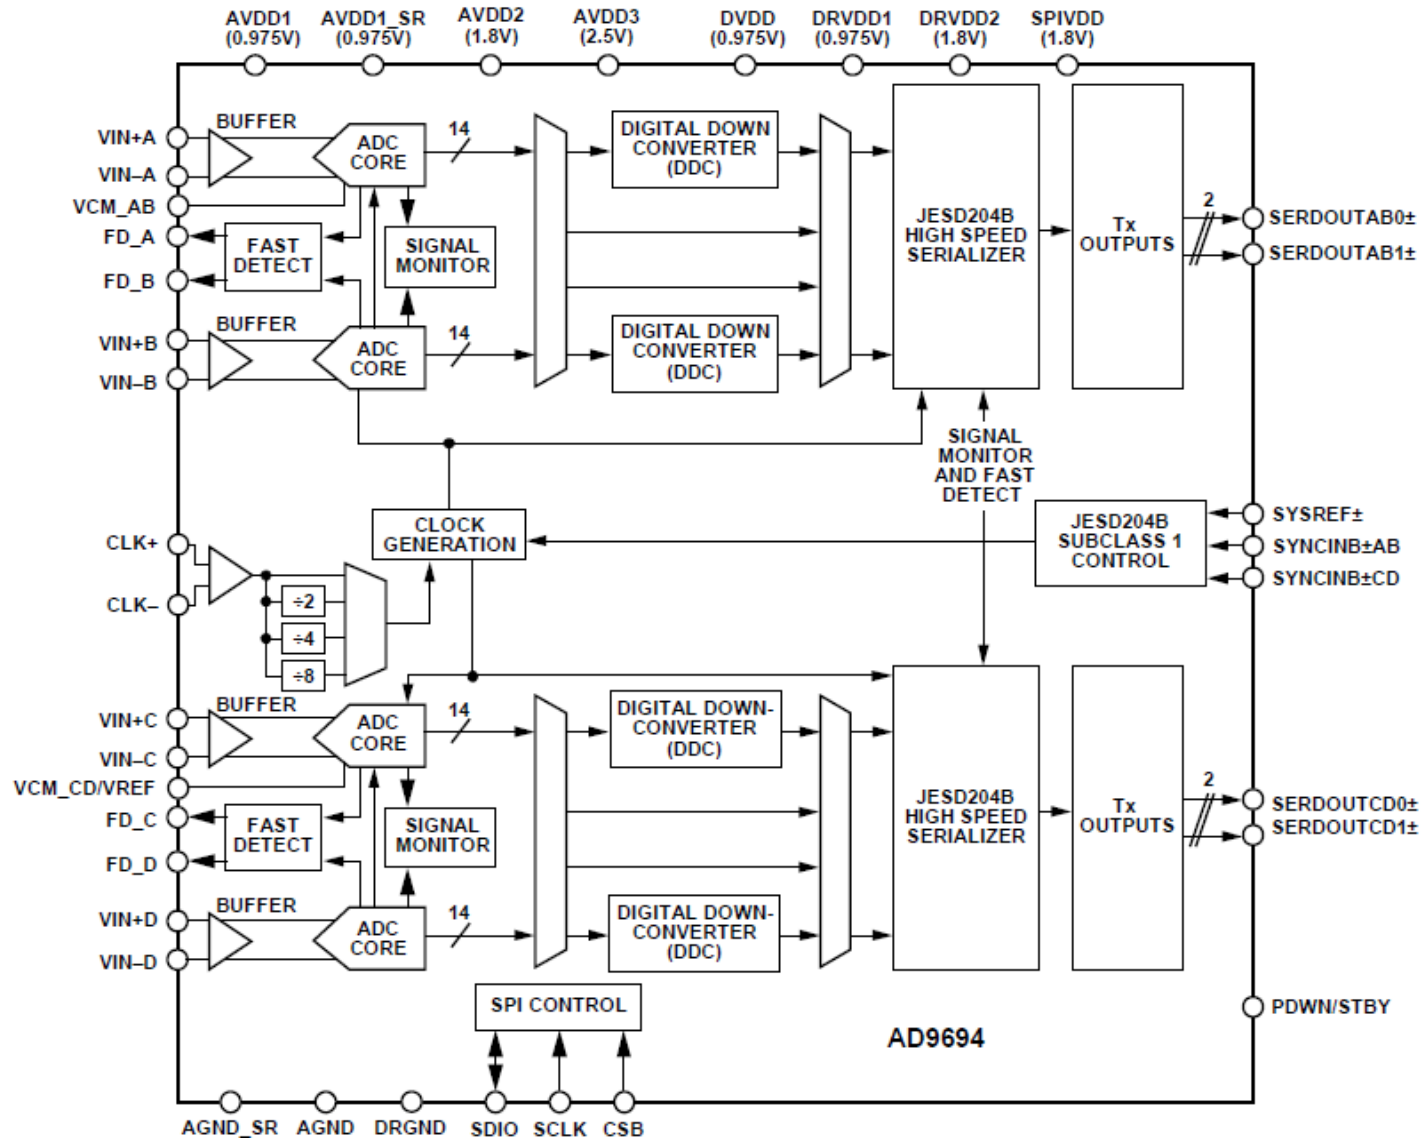 AVDD1
(0.975V)
AVDD1_SR
(0.975V)
AVDD2
(1.8V)
AVDD3
(2.5V)
DVDD
(0.975V)
DRVDD1
(0.975V)
DRVDD2
(1.8V)
SPIVDD
(1.8V)
VIN+A
VIN–A
VCM_AB
FD_A
FD_B
VIN+B
VIN–B
BUFFER
ADC
CORE
14
FAST
DETECT
SIGNAL
MONITOR
BUFFER
ADC
CORE
14
DIGITAL DOWN
CONVERTER
(DDC)
DIGITAL DOWN
CONVERTER
(DDC)
JESD204B
HIGH SPEED
SERIALIZER
Tx
OUTPUTS
2
SERDOUTAB0±
SERDOUTAB1±
SIGNAL
MONITOR
AND FAST
DETECT
CLK+
CLK–
÷2
÷4
÷8
CLOCK
GENERATION
JESD204B
SUBCLASS 1
CONTROL
SYSREF±
SYNCINB±AB
SYNCINB±CD
VIN+C
VIN–C
VCM_CD/VREF
FD_C
FD_D
VIN+D
VIN–D
BUFFER
ADC
CORE
14
FAST
DETECT
SIGNAL
MONITOR
BUFFER
ADC
CORE
14
DIGITAL DOWN-
CONVERTER
(DDC)
DIGITAL DOWN-
CONVERTER
(DDC)
JESD204B
HIGH SPEED
SERIALIZER
Tx
OUTPUTS
2
SERDOUTCD0±
SERDOUTCD1±
SPI CONTROL
PDWN/STBY
AD9694
AGND_SR
AGND
DRGND
SDIO
SCLK
CSB